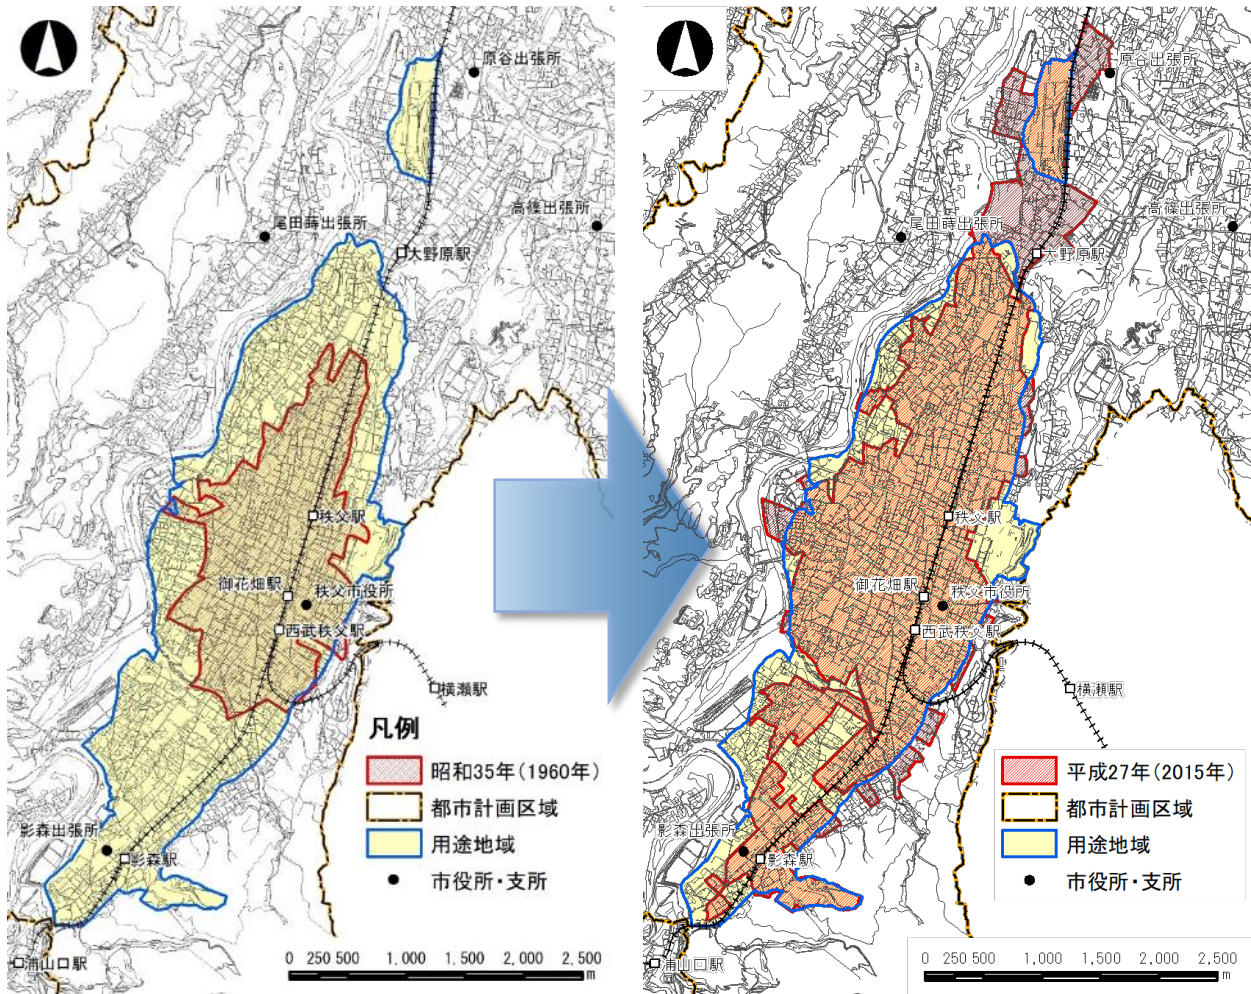 原谷出張所
高篠出張所
尾田蒔出張所
大野原駅
秩父駅
御花畑駅
秩父市役所
西武秩父駅
横瀬駅
凡例
昭和35年(1960年)
都市計画区域
用途地域
市役所・支所
影森出張所
影森駅
浦山口駅
0 250 500 1,000 1,500 2,000 2,500
m
原谷出張所
高篠出張所
尾田蒔出張所
大野原駅
秩父駅
御花畑駅
秩父市役所
西武秩父駅
横瀬駅
平成27年(2015年)
都市計画区域
用途地域
市役所・支所
影森出張所
影森駅
浦山口駅
0 250 500 1,000 1,500 2,000 2,500
m